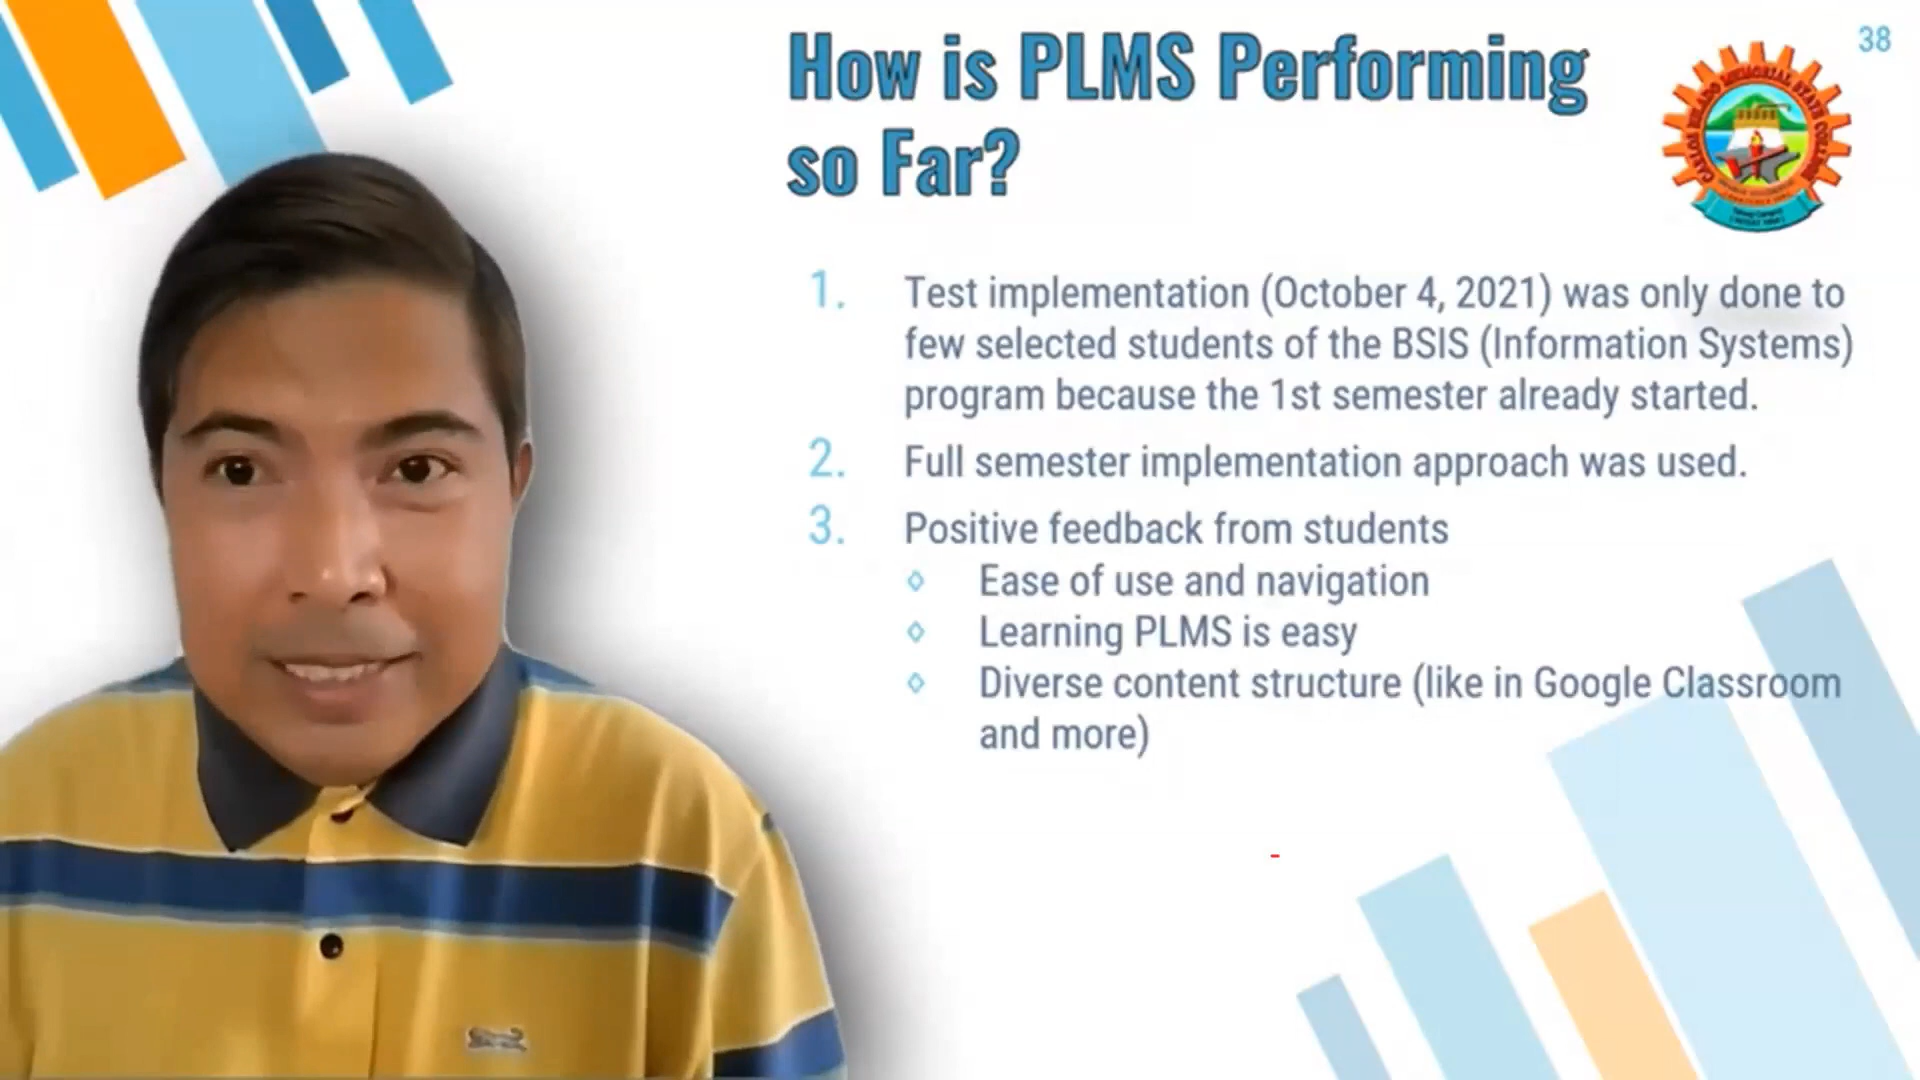 How is PLMS Performing
so Far?
38
1. Test implementation (October 4, 2021) was only done to
few selected students of the BSIS (Information Systems)
program because the 1st semester already started.
2. Full semester implementation approach was used.
3. Positive feedback from students
◊ Ease of use and navigation
◊ Learning PLMS is easy
◊ Diverse content structure (like in Google Classroom
and more)